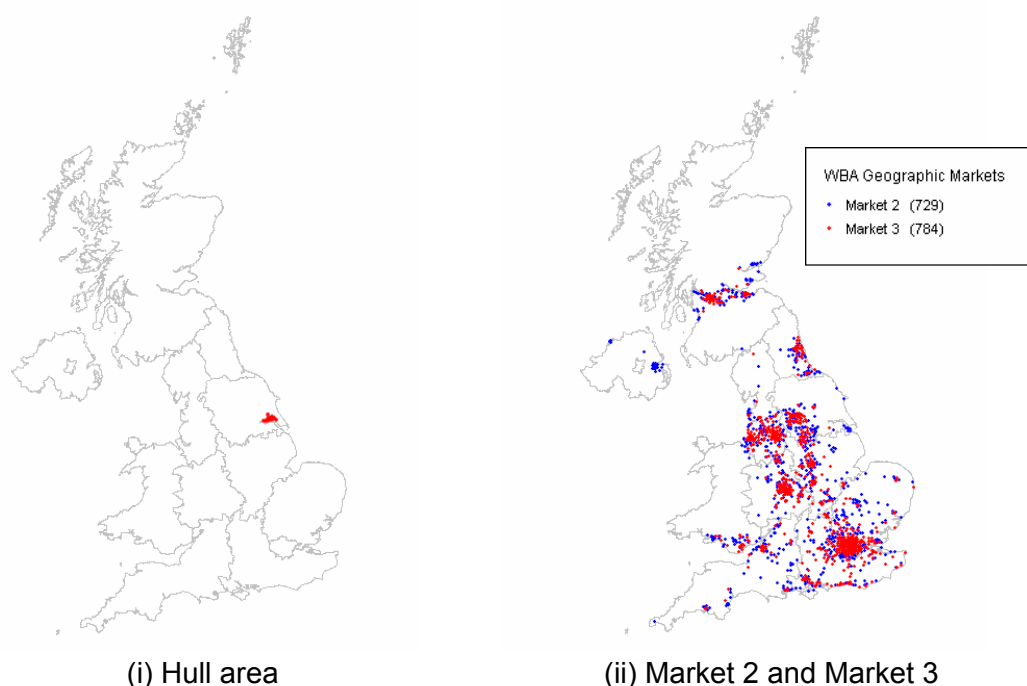 WBA Geographic Markets
Market 2 (729)
Market 3 (784)
(i) Hull area
(ii) Market 2 and Market 3